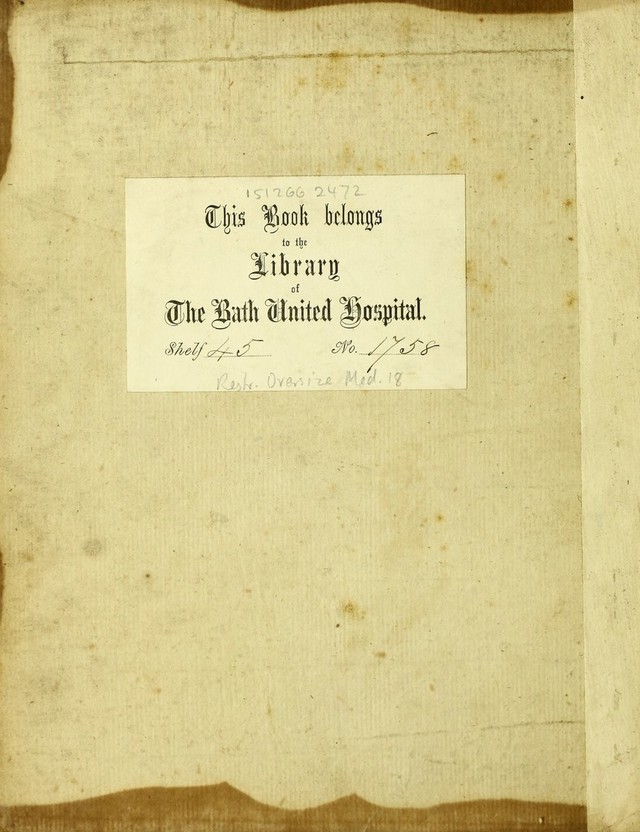 151266 2472
This Book belongs
to the
Library
of
The Bath United Hospital.
Shelf 45 No. 1758
Restr. Oversize Med. 18